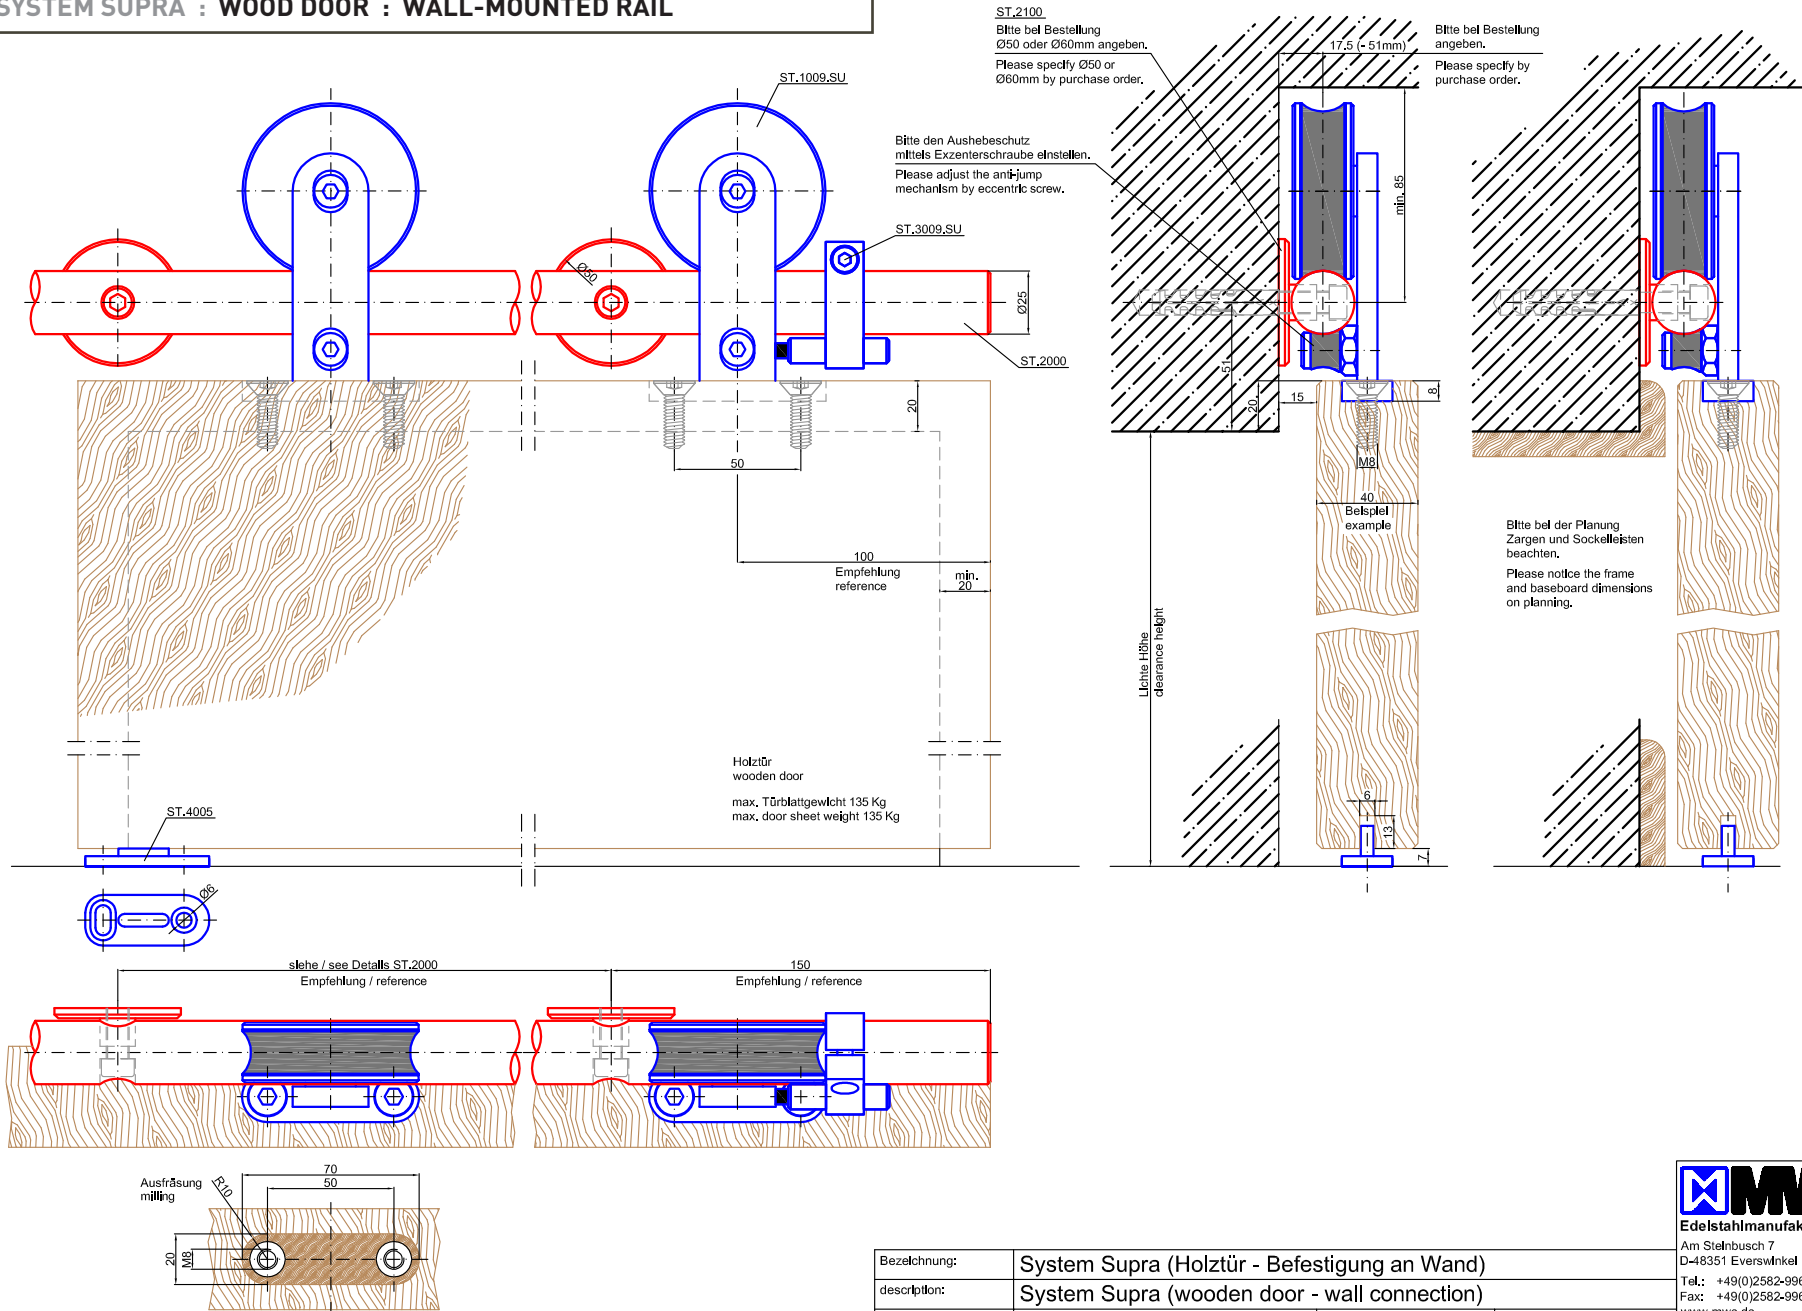 SYSTEM SUPRA : WOOD DOOR : WALL-MOUNTED RAIL
ST.2100
Bitte bei Bestellung
Ø50 oder Ø60mm angeben.
Please specify Ø50 or
Ø60mm by purchase order.
17.5 (- 51mm)
Bitte bei Bestellung
angeben.
Please specify by
purchase order.
ST.1009.SU
Bitte den Aushebeschutz
mittels Exzenterschraube einstellen.
Please adjust the anti-jump
mechanism by eccentric screw.
ST.3009.SU
min. 85
Ø50
Ø25
ST.2000
51
20
15
8
20
50
M8
40
Beispiel
example
100
Empfehlung
reference
min.
20
Bitte bei der Planung
Zargen und Sockelleisten
beachten.
Please notice the frame
and baseboard dimensions
on planning.
Lichte Höhe
clearance height
Holztür
wooden door
max. Türblattgewicht 135 Kg
max. door sheet weight 135 Kg
ST.4005
6
13
7
Ø6
siehe / see Details ST.2000
Empfehlung / reference
150
Empfehlung / reference
Ausfräsung
milling
R10
70
50
20
M8
Edelstahlmanufak
Am Steinbusch 7
D-48351 Everswinkel
Tel.: +49(0)2582-996
Fax: +49(0)2582-996
Bezeichnung: System Supra (Holztür - Befestigung an Wand)
description: System Supra (wooden door - wall connection)